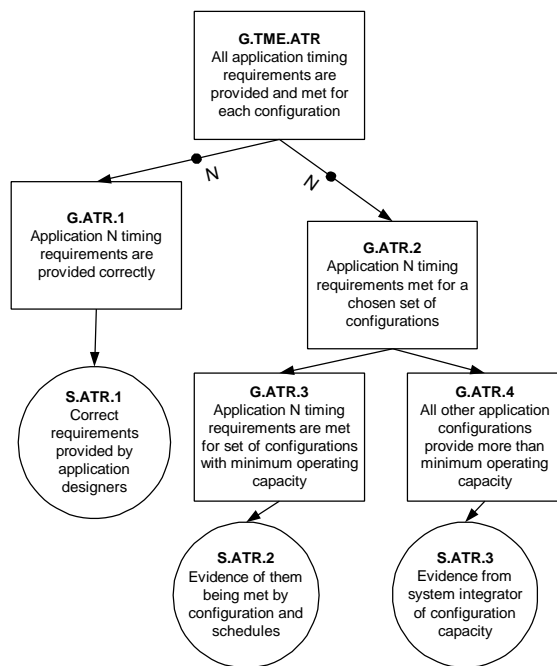 G.TME.ATR
All application timing
requirements are
provided and met for
each configuration
N
N
G.ATR.1
Application N timing
requirements are
provided correctly
G.ATR.2
Application N timing
requirements met for a
chosen set of
configurations
S.ATR.1
Correct
requirements
provided by
application
designers
G.ATR.3
Application N timing
requirements are met
for set of configurations
with minimum operating
capacity
G.ATR.4
All other application
configurations
provide more than
minimum operating
capacity
S.ATR.2
Evidence of them
being met by
configuration and
schedules
S.ATR.3
Evidence from
system integrator
of configuration
capacity